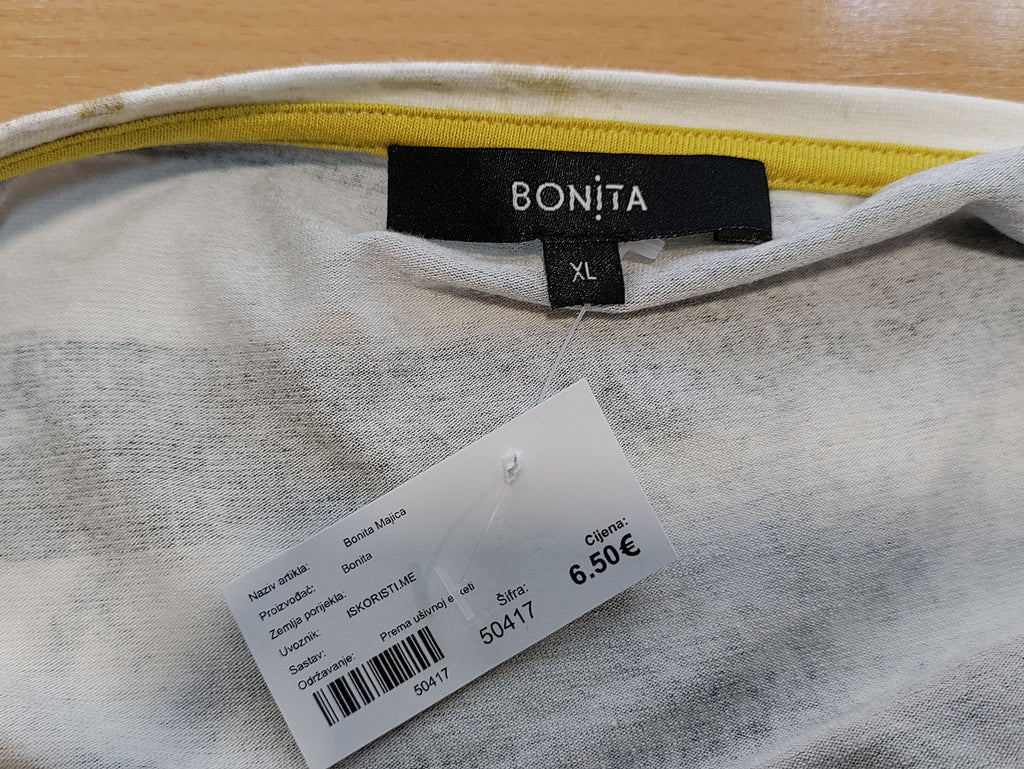 BONITA
XL
Naziv artikla: Bonita Majica
Proizvođač: Bonita
Zemlja porijekla:
Uvoznik: ISKORISTI.ME
Sastav:
Održavanje: Prema ušivnoj
Cijena:
6.50€
Šifra:
50417
50417